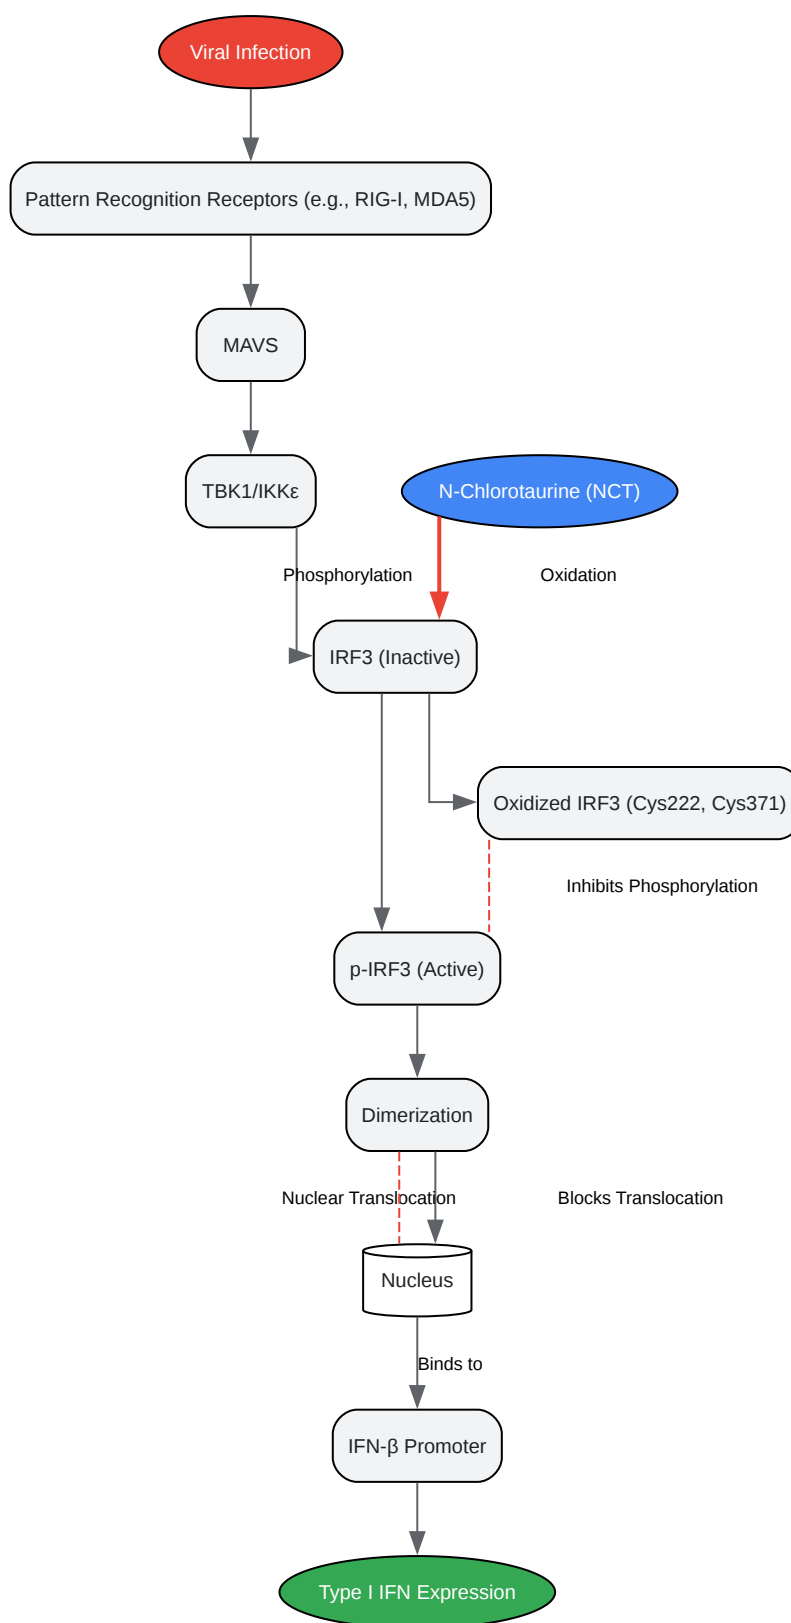 Viral Infection
Pattern Recognition Receptors (e.g., RIG-I, MDA5)
MAVS
TBK1/IKKε
N-Chlorotaurine (NCT)
Phosphorylation
Oxidation
IRF3 (Inactive)
Oxidized IRF3 (Cys222, Cys371)
Inhibits Phosphorylation
p-IRF3 (Active)
Dimerization
Nuclear Translocation
Blocks Translocation
Nucleus
Binds to
IFN-β Promoter
Type I IFN Expression